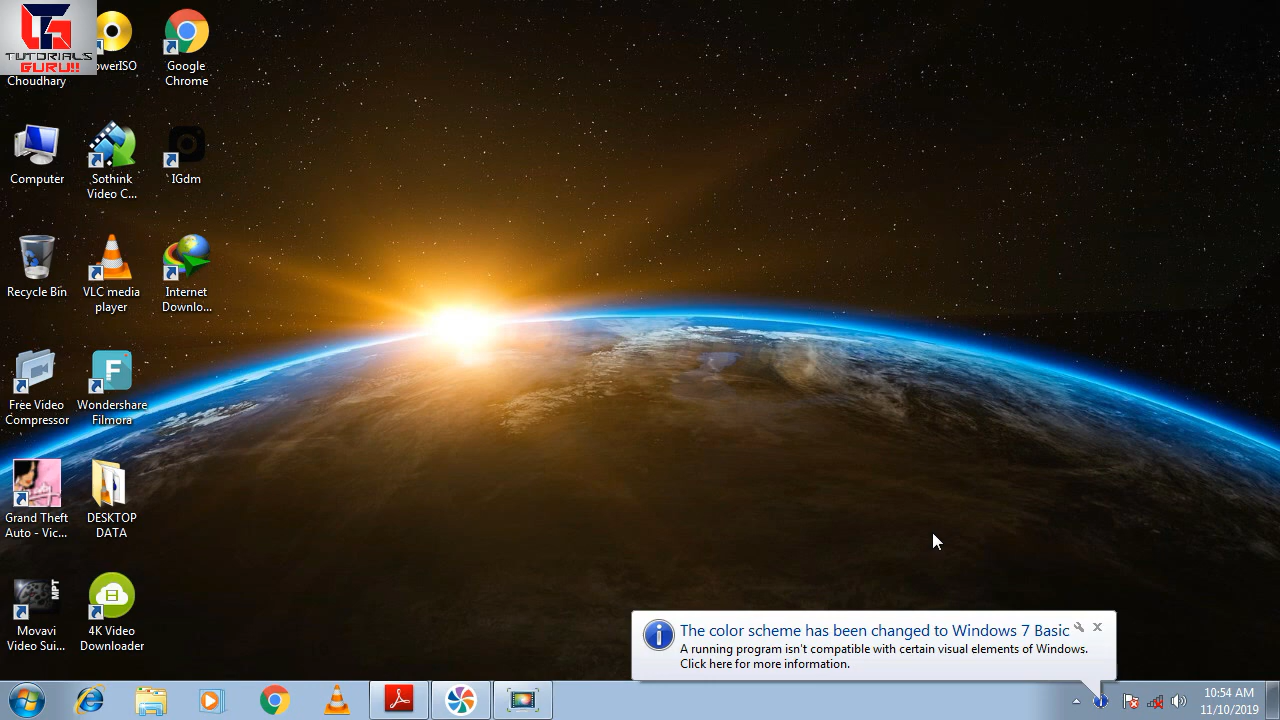 TUTORIALS
GURU!!
Choudhary
PowerISO
Google
Chrome
Computer
Sothink
Video C...
IGdm
Recycle Bin
VLC media
player
Internet
Downlo...
Free Video
Compressor
Wondershare
Filmora
Grand Theft
Auto - Vic...
DESKTOP
DATA
Movavi
Video Sui...
MPT
4K Video
Downloader
The color scheme has been changed to Windows 7 Basic
A running program isn't compatible with certain visual elements of Windows.
Click here for more information.
10:54 AM
11/10/2019